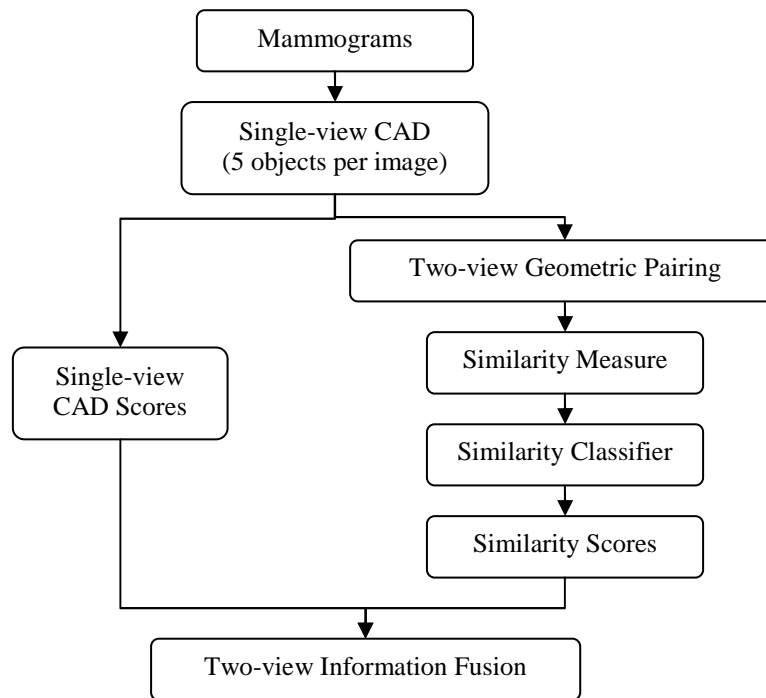 Mammograms
Single-view CAD
(5 objects per image)
Two-view Geometric Pairing
Similarity Measure
Single-view
CAD Scores
Similarity Classifier
Similarity Scores
Two-view Information Fusion